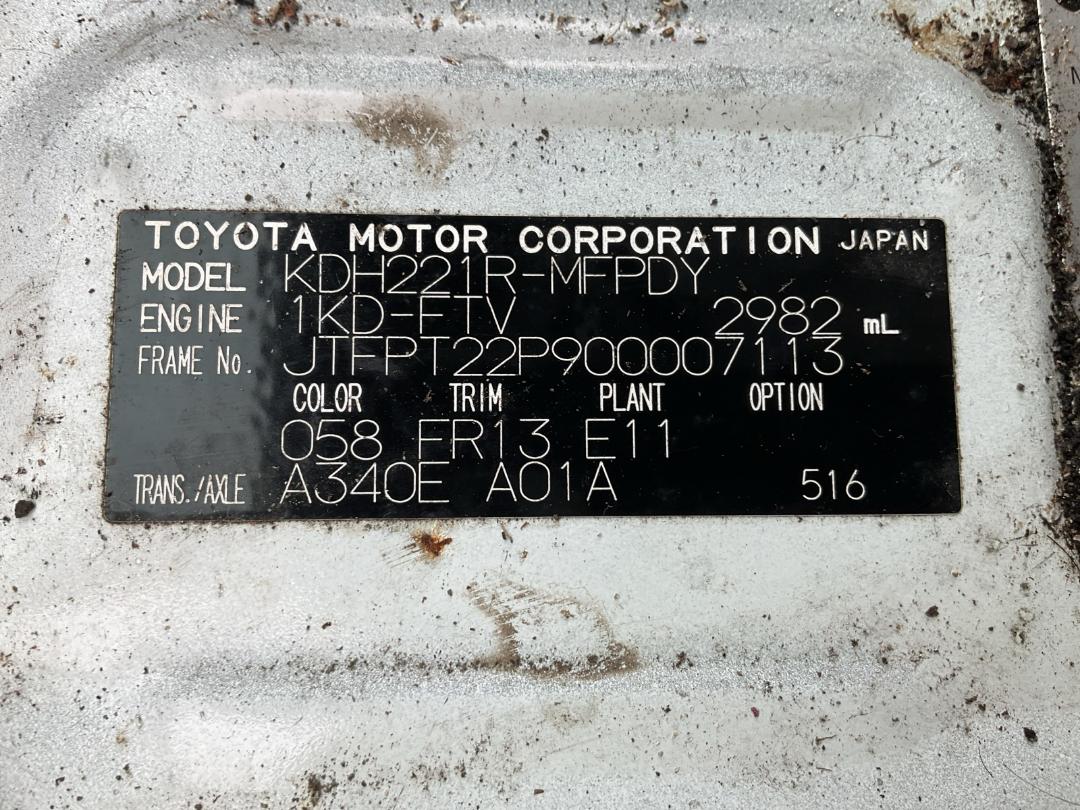 TOYOTA MOTOR CORPORATION JAPAN
MODEL KDH221R-MFPDY
ENGINE 1KD-FTV 2982 mL
FRAME No. JTFPT22P900007113
COLOR TRIM PLANT OPTION
058 FR13 E11
TRANS./AXLE A340E A01A 516